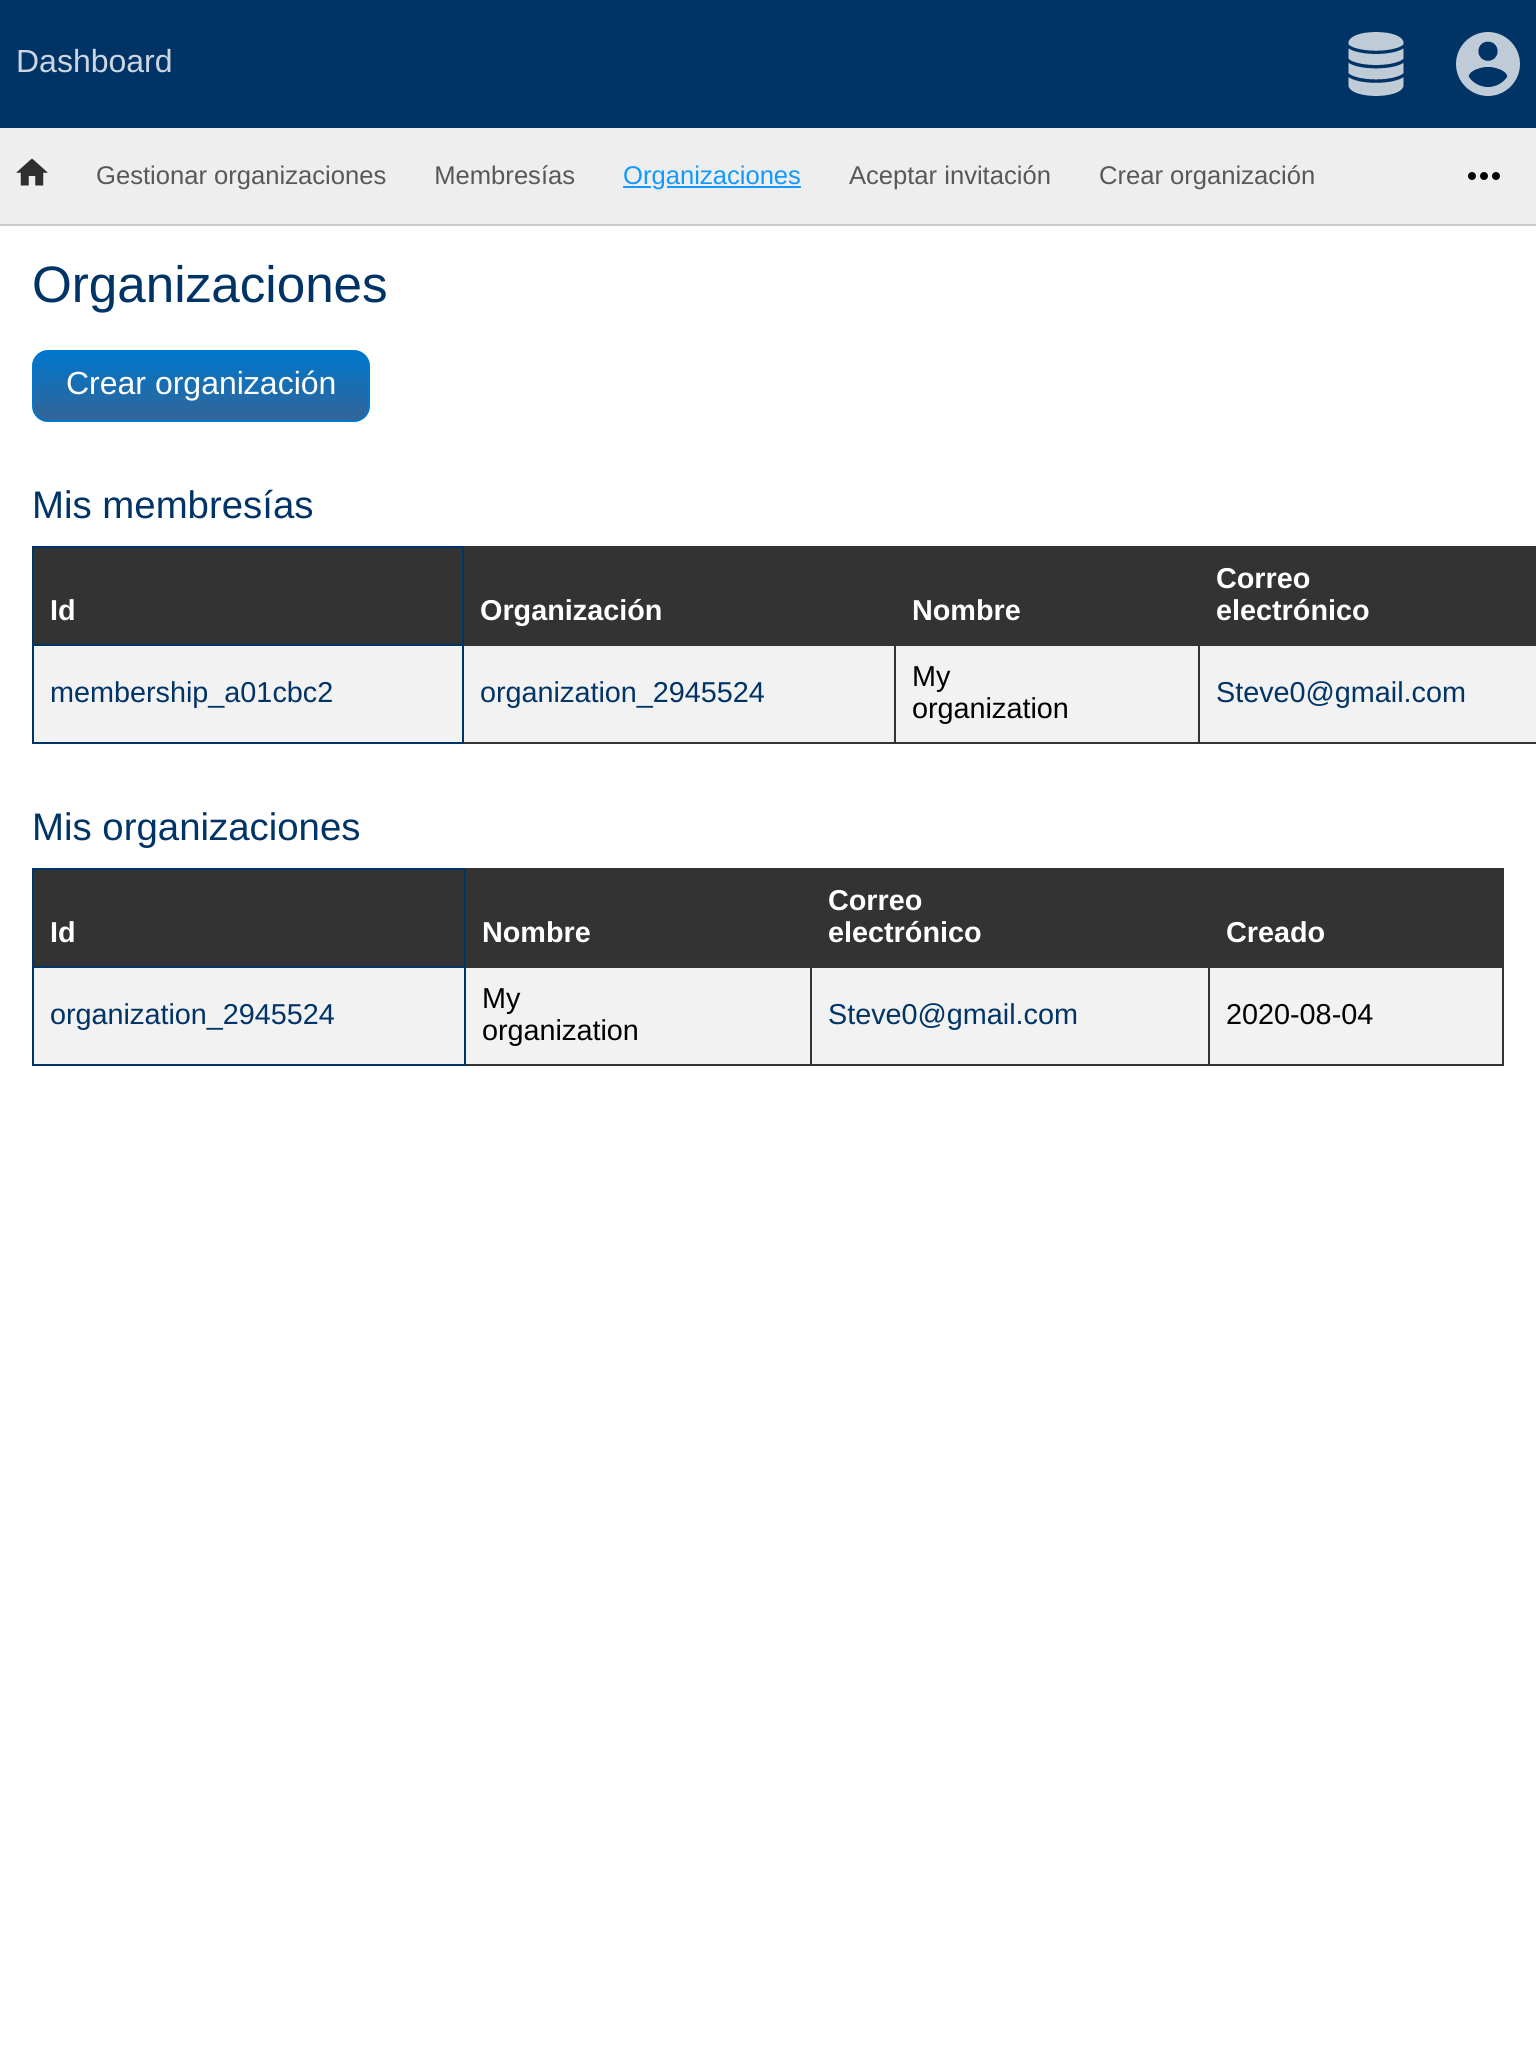 Dashboard
Gestionar organizaciones Membresías Organizaciones Aceptar invitación Crear organización
Organizaciones
Crear organización
Mis membresías
Id Organización Nombre Correo electrónico
membership_a01cbc2 organization_2945524 My organization Steve0@gmail.com
Mis organizaciones
Id Nombre Correo electrónico Creado
organization_2945524 My organization Steve0@gmail.com 2020-08-04